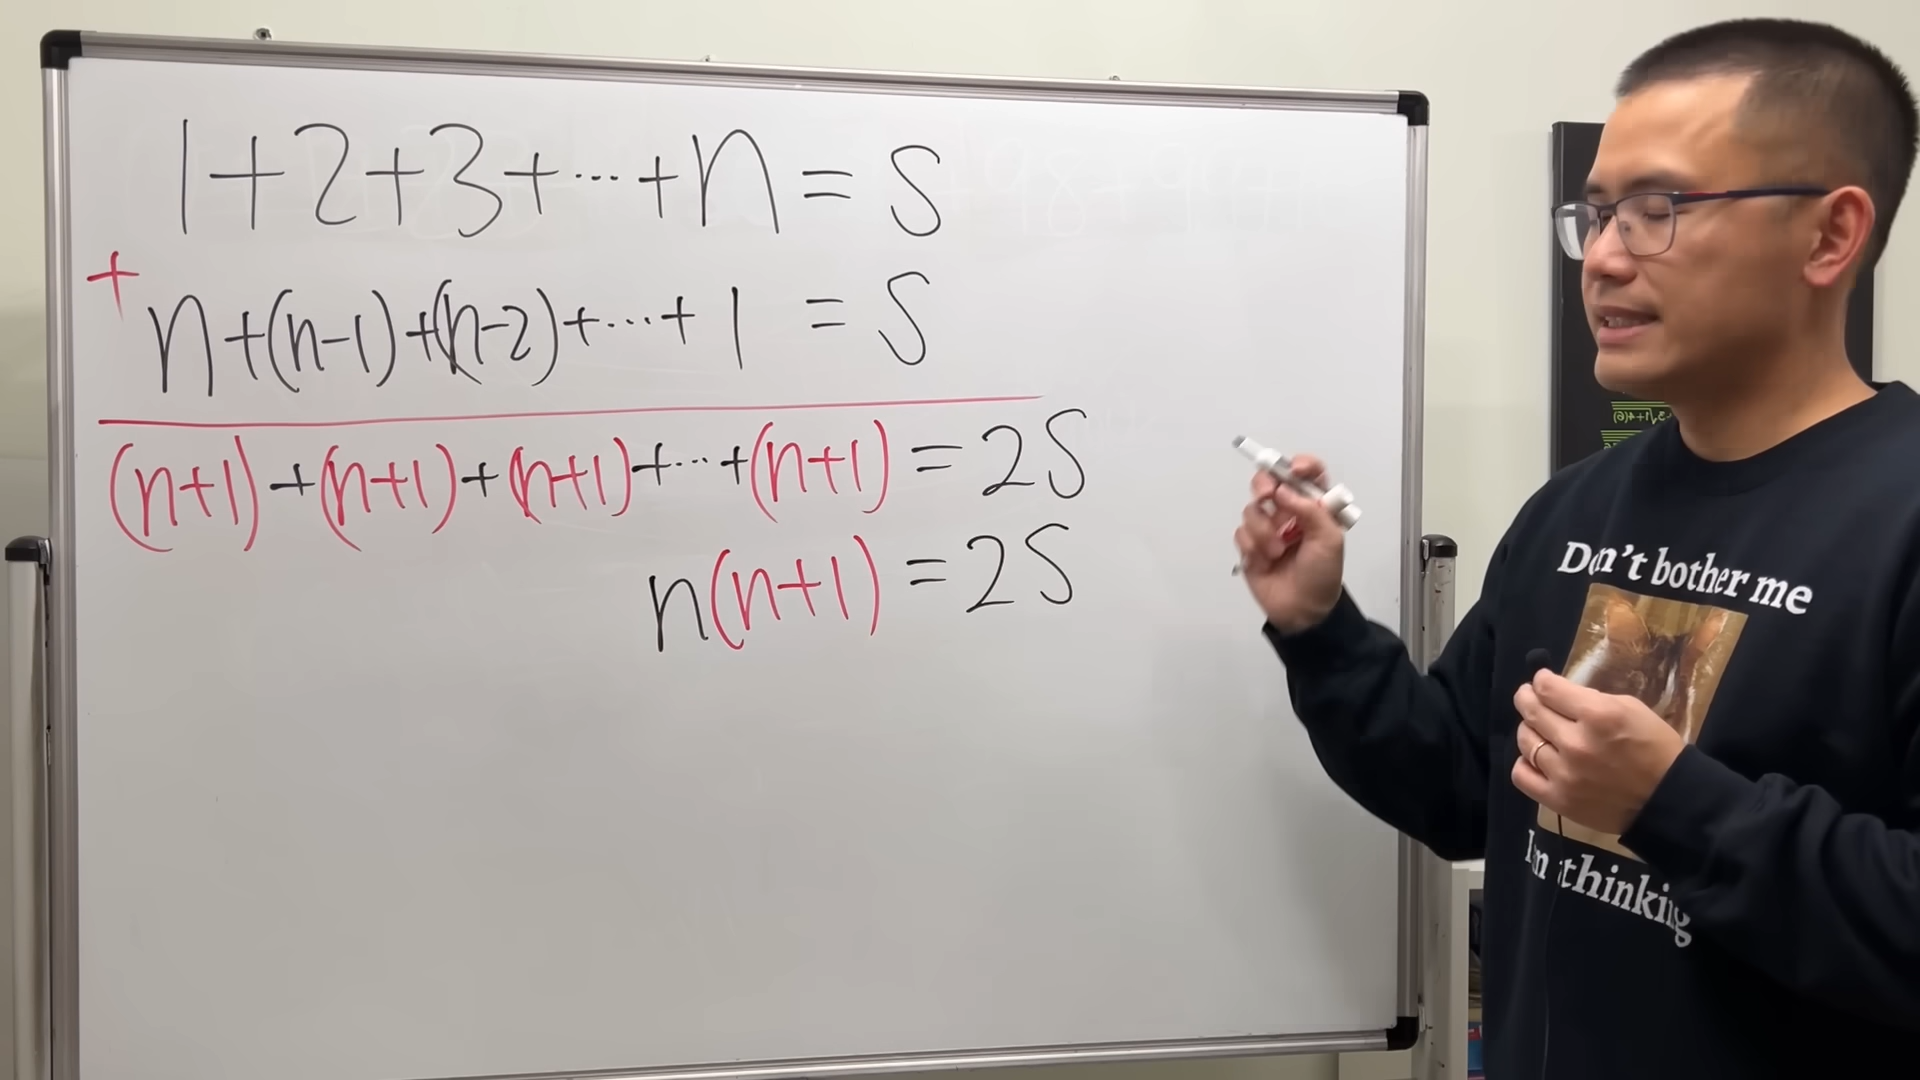 1+2+3+⋯+n=S
+
n+(n-1)+(n-2)+⋯+1=S
(n+1)+(n+1)+(n+1)+⋯+(n+1)=2S
n(n+1)=2S
Don't bother me
thinking